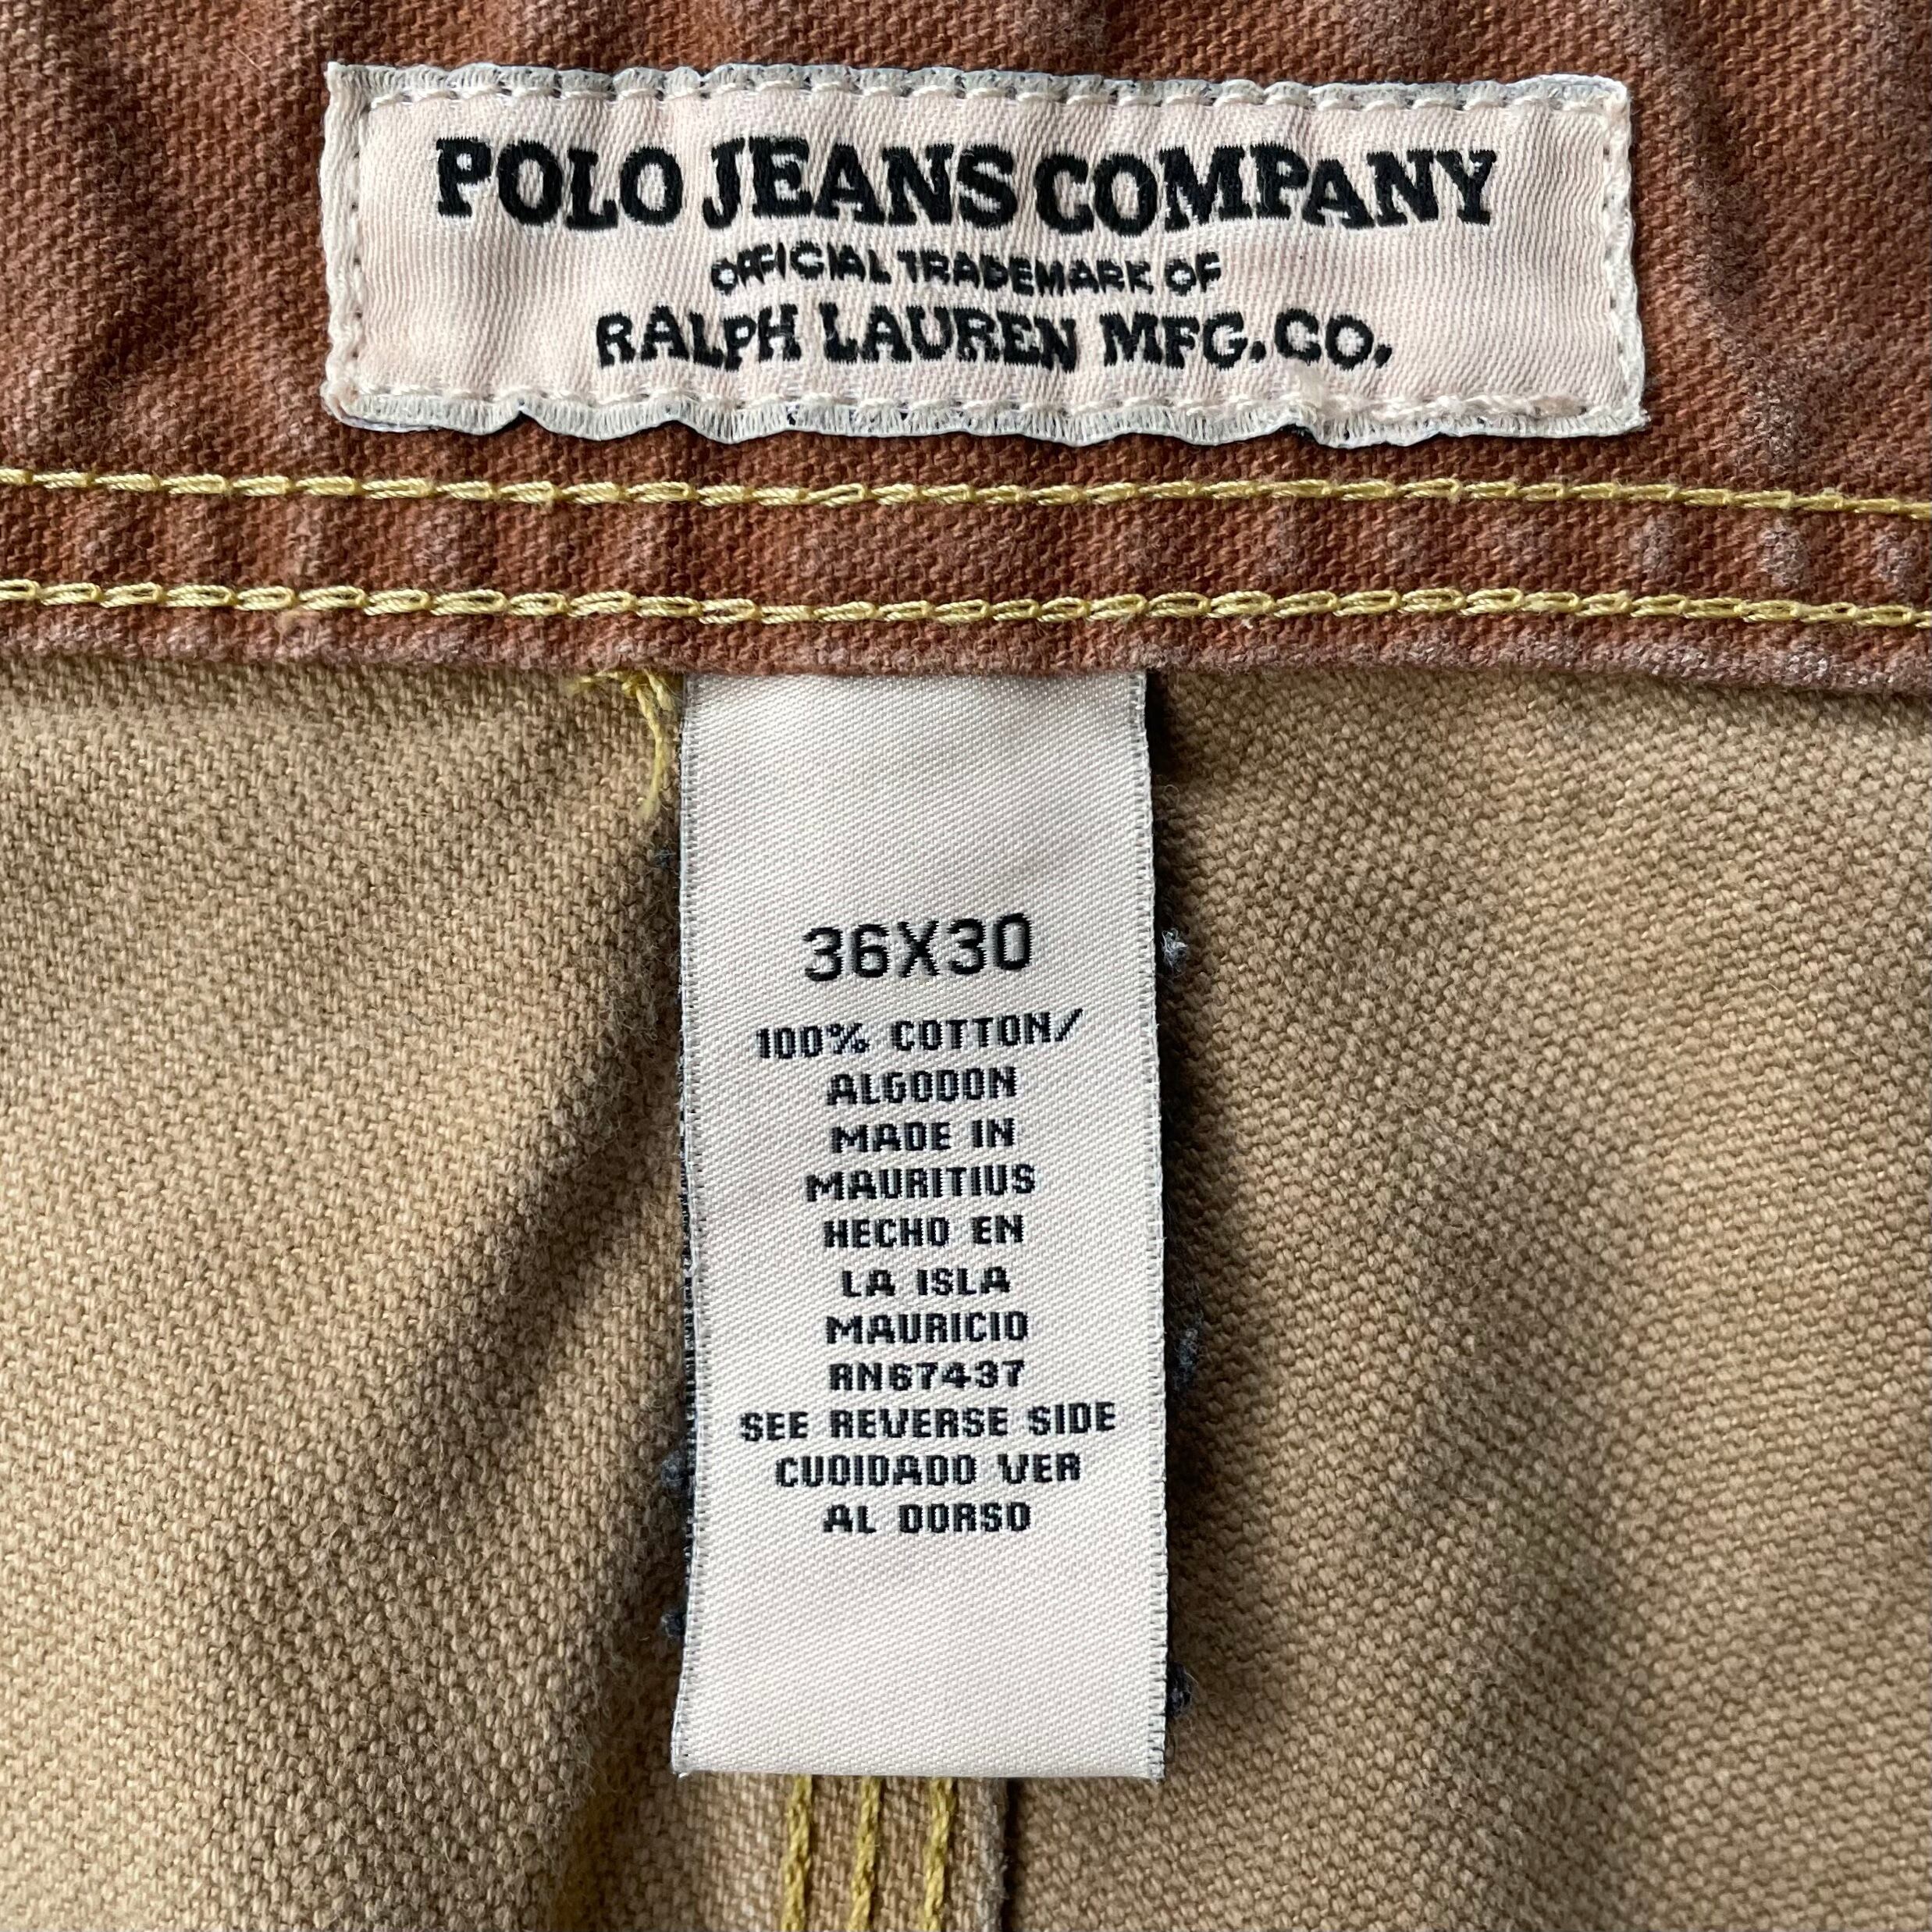 POLO JEANS COMPANY
OFFICIAL TRADEMARK OF
RALPH LAUREN MFG.CO.
36X30
100% COTTON/
ALGODON
MADE IN
MAURITIUS
HECHO EN
LA ISLA
MAURICIO
RN67437
SEE REVERSE SIDE
CUDIDADO VER
AL DORSO